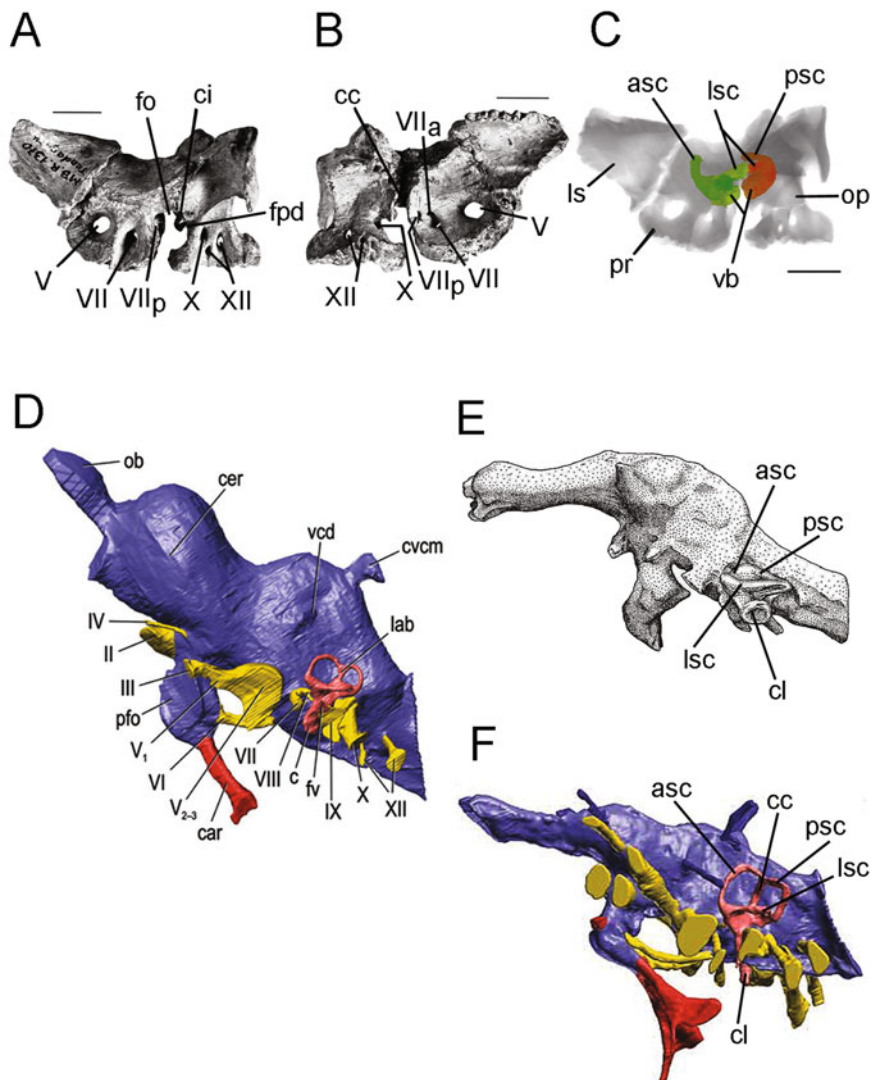 A
fo
ci
MB R 1370
fpd
V
VII
VIIp
X
XII
B
cc
VIIa
V
XII
X
VIIp
VII
C
asc
lsc
psc
ls
op
pr
vb
D
ob
cer
vcd
cvcm
lab
IV
II
III
pfo
V1
VI
V2–3
car
VII
VIII
c
fv
IX
X
XII
E
asc
psc
lsc
cl
F
asc
cc
psc
lsc
cl